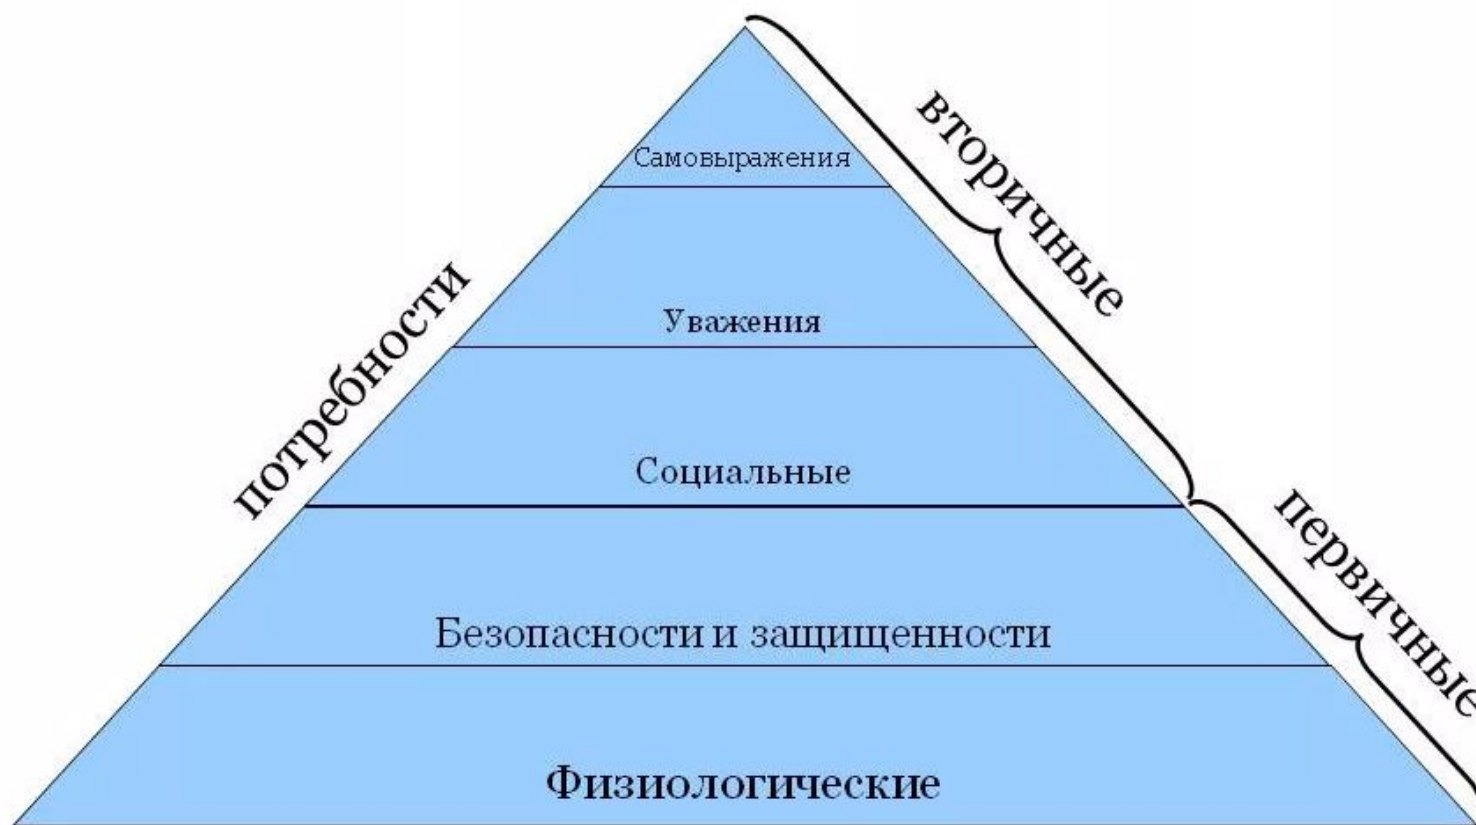 вторичные
Самовыражения
потребности
Уважения
Социальные
первичные
Безопасности и защищенности
Физиологические